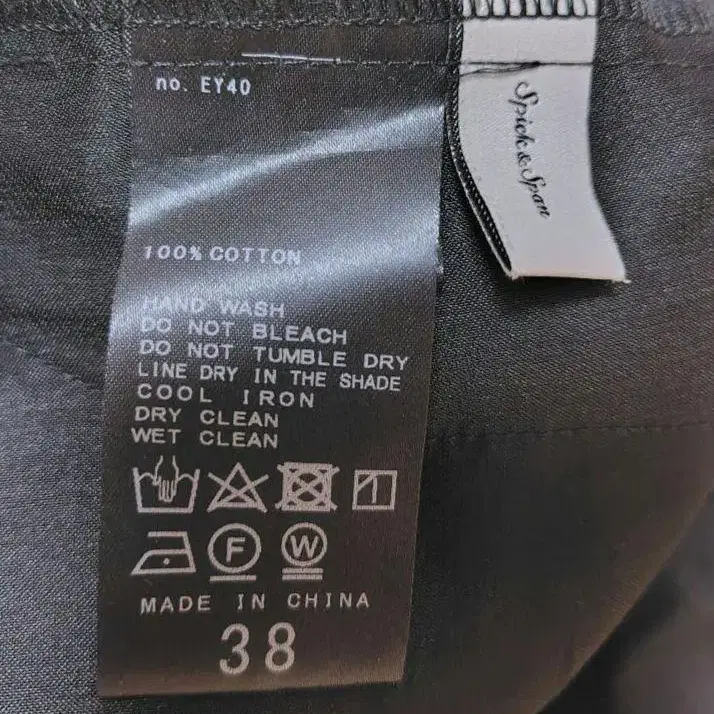 no. EY40
Spick & Span
100% COTTON
HAND WASH
DO NOT BLEACH
DO NOT TUMBLE DRY
LINE DRY IN THE SHADE
COOL IRON
DRY CLEAN
WET CLEAN
F
W
MADE IN CHINA
38